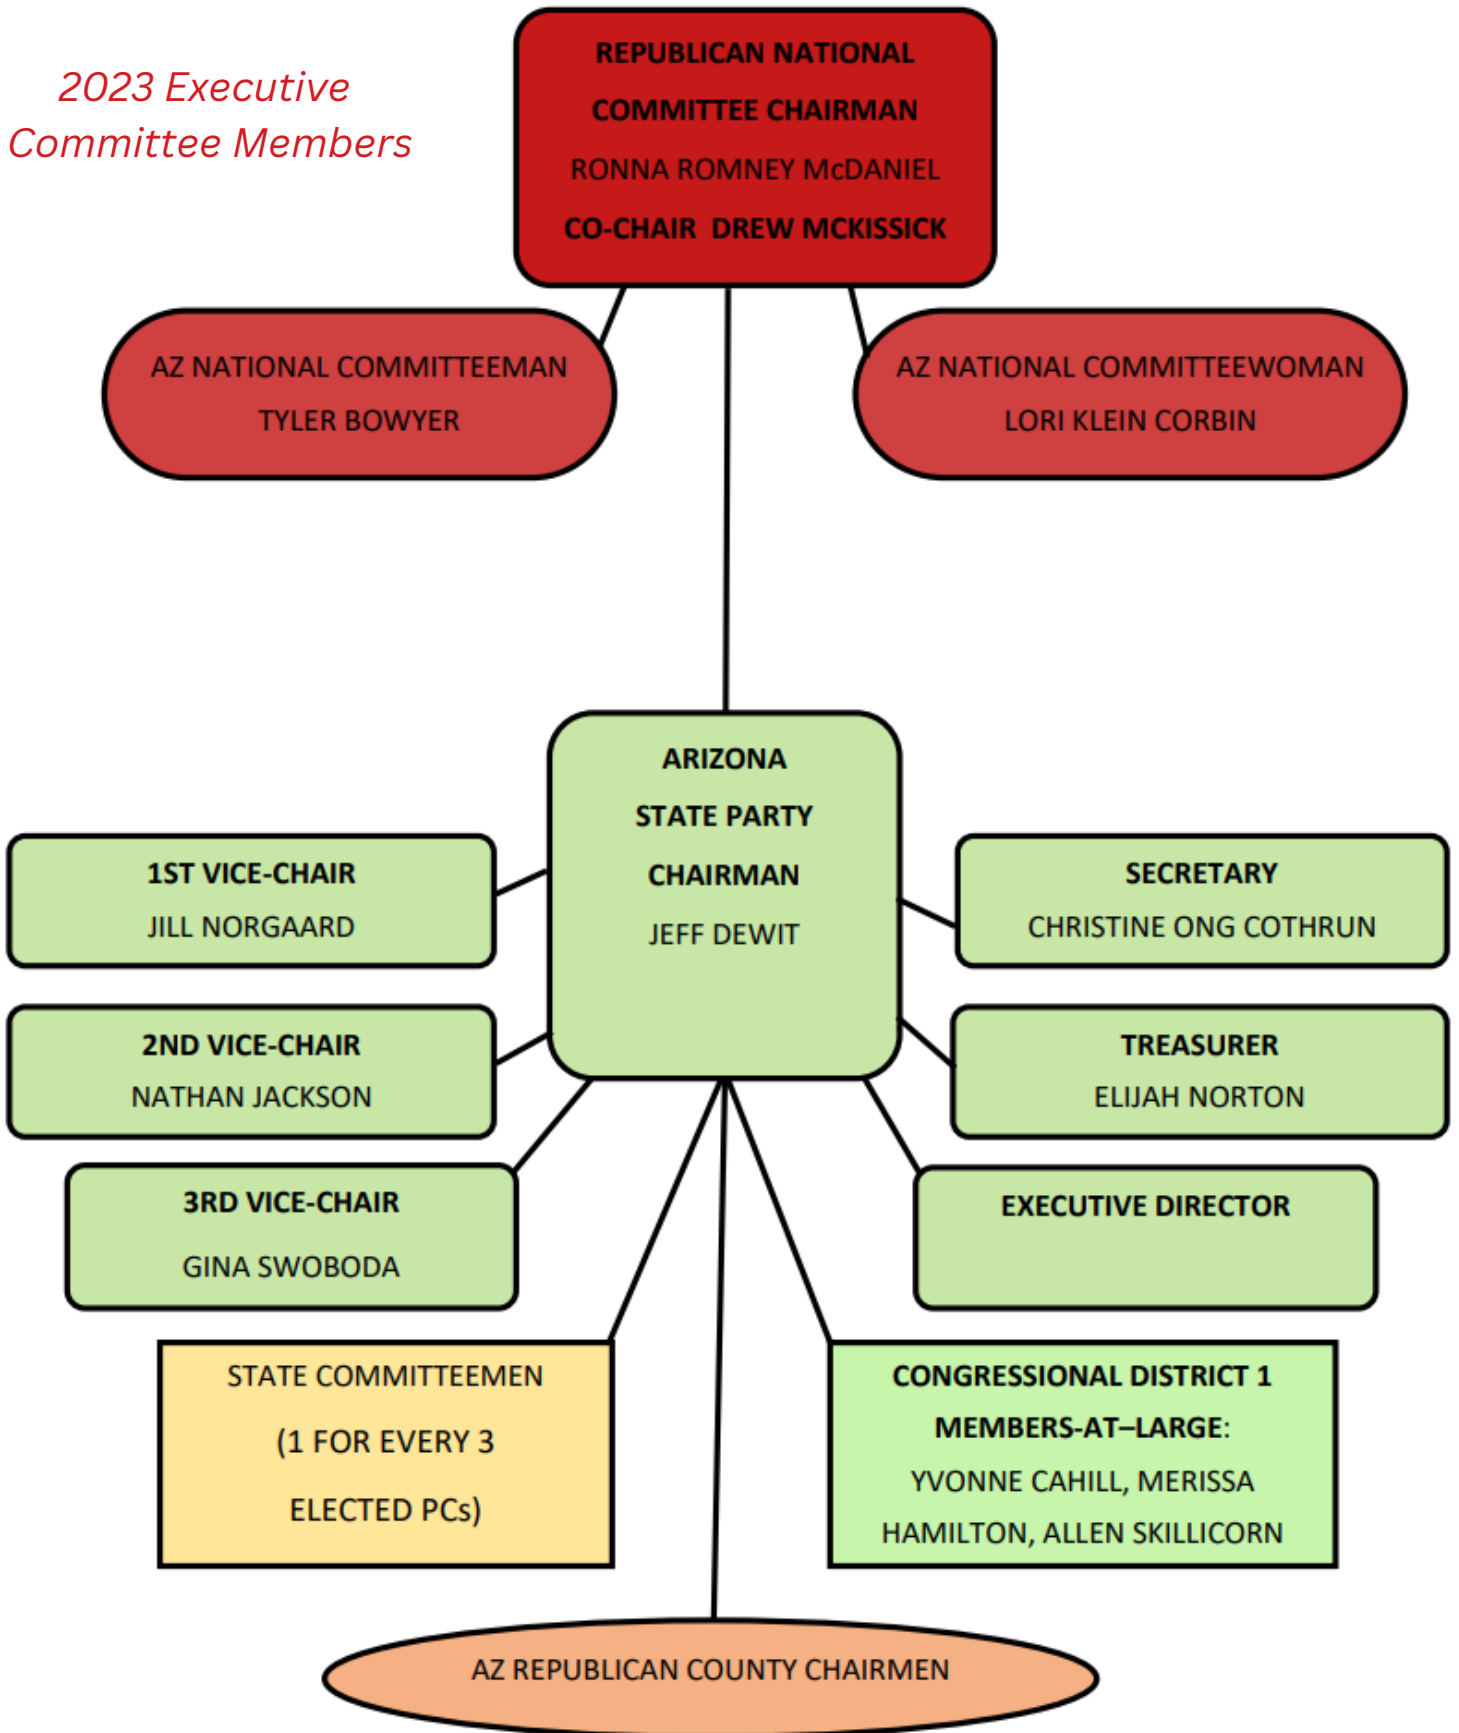 2023 Executive
Committee Members
REPUBLICAN NATIONAL
COMMITTEE CHAIRMAN
RONNA ROMNEY McDANIEL
CO-CHAIR DREW MCKISSICK
AZ NATIONAL COMMITTEEMAN
TYLER BOWYER
AZ NATIONAL COMMITTEEWOMAN
LORI KLEIN CORBIN
ARIZONA
STATE PARTY
CHAIRMAN
JEFF DEWIT
1ST VICE-CHAIR
JILL NORGAARD
SECRETARY
CHRISTINE ONG COTHRUN
2ND VICE-CHAIR
NATHAN JACKSON
TREASURER
ELIJAH NORTON
3RD VICE-CHAIR
GINA SWOBODA
EXECUTIVE DIRECTOR
STATE COMMITTEEMEN
(1 FOR EVERY 3
ELECTED PCs)
CONGRESSIONAL DISTRICT 1
MEMBERS-AT–LARGE:
YVONNE CAHILL, MERISSA
HAMILTON, ALLEN SKILLICORN
AZ REPUBLICAN COUNTY CHAIRMEN